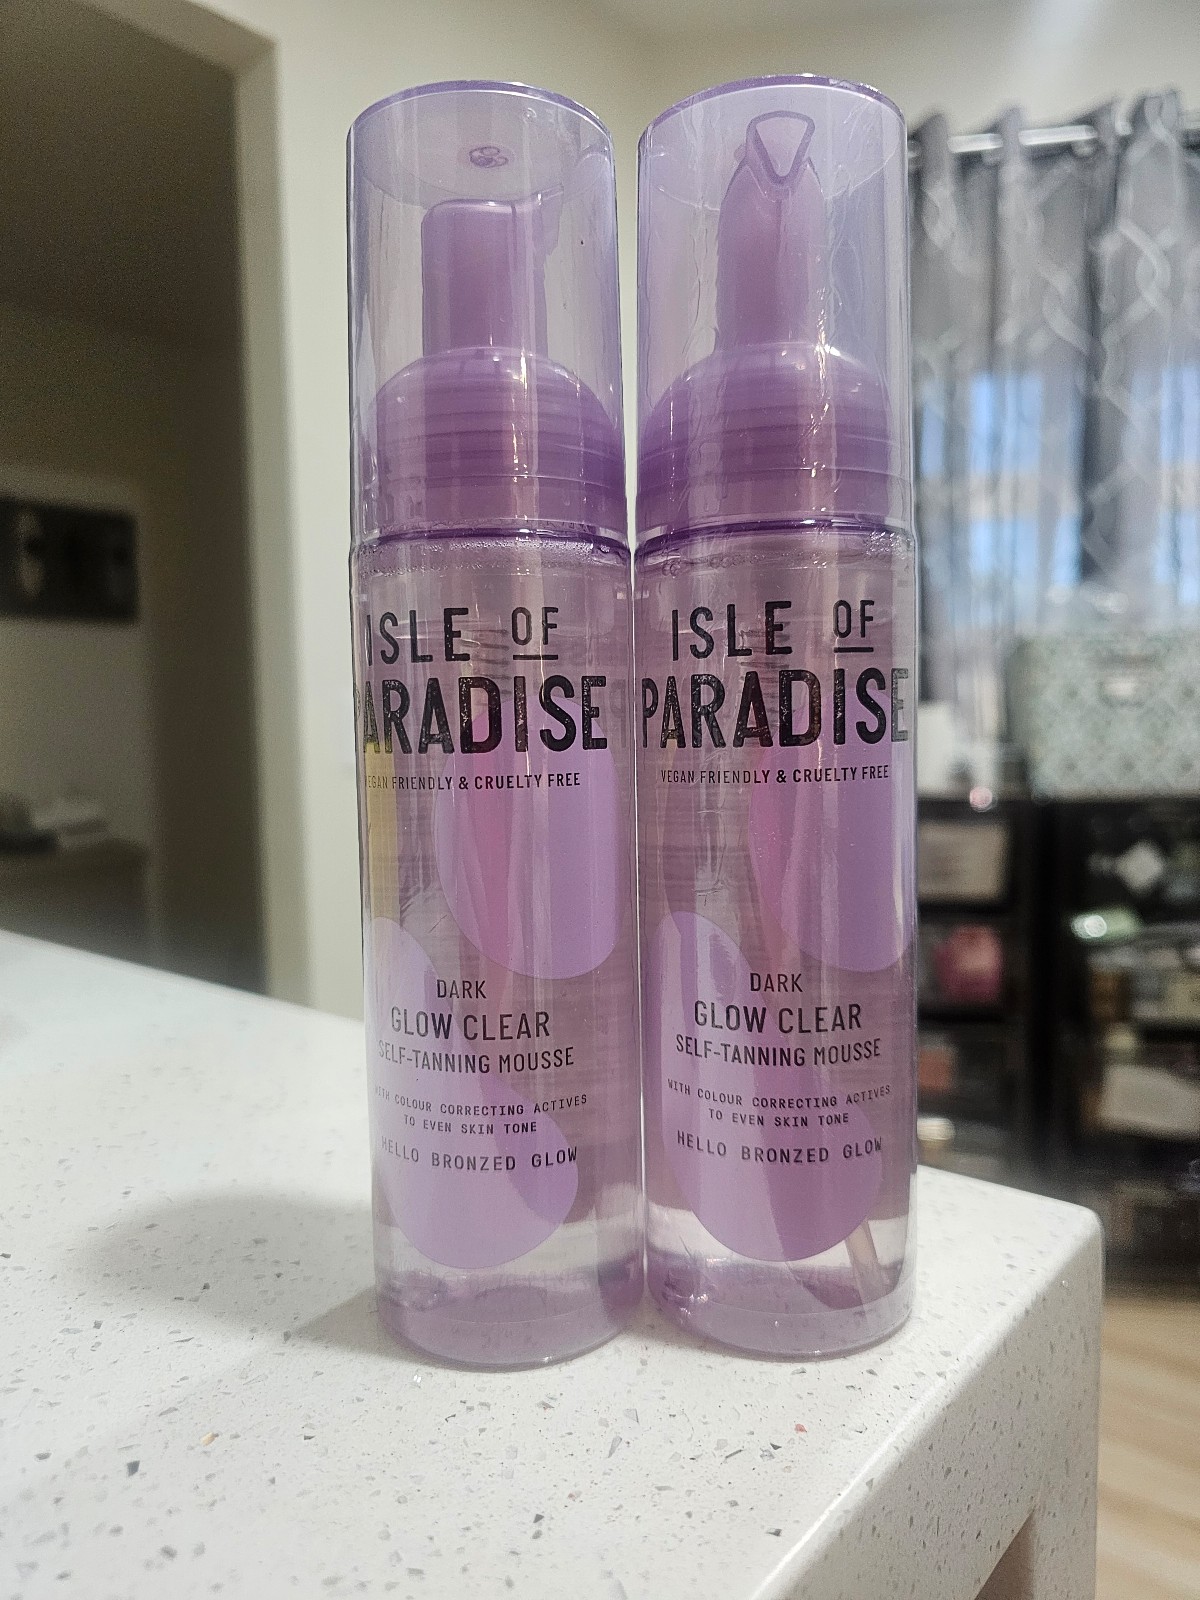 ISLE OF
PARADISE
VEGAN FRIENDLY & CRUELTY FREE
DARK
GLOW CLEAR
SELF-TANNING MOUSSE
WITH COLOUR CORRECTING ACTIVES
TO EVEN SKIN TONE
HELLO BRONZED GLOW
ISLE OF
PARADISE
VEGAN FRIENDLY & CRUELTY FREE
DARK
GLOW CLEAR
SELF-TANNING MOUSSE
WITH COLOUR CORRECTING ACTIVES
TO EVEN SKIN TONE
HELLO BRONZED GLOW